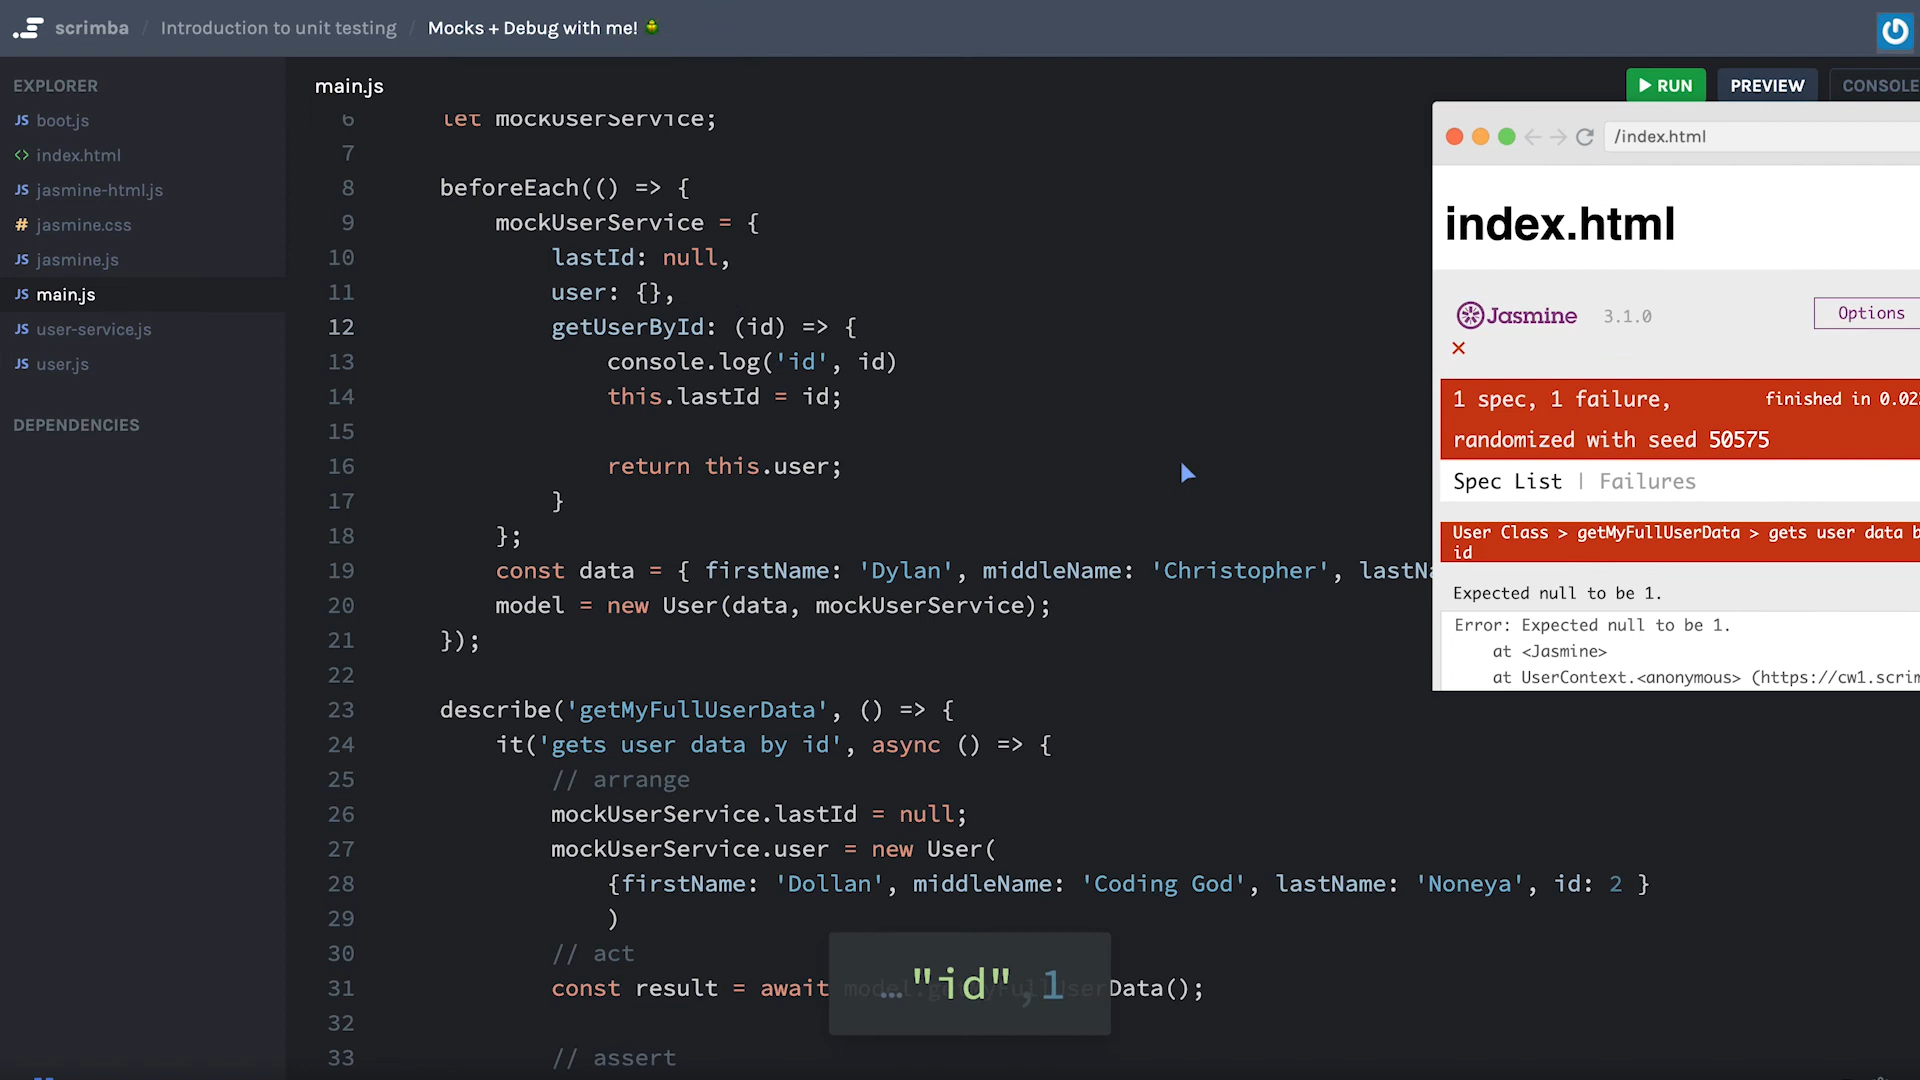 scrimba / Introduction to unit testing / Mocks + Debug with me!
EXPLORER
JS boot.js
<> index.html
JS jasmine-html.js
# jasmine.css
JS jasmine.js
JS main.js
JS user-service.js
JS user.js
DEPENDENCIES
main.js
RUN PREVIEW CONSOLE
6 let mockUserService;
7
8 beforeEach(() => {
9 mockUserService = {
10 lastId: null,
11 user: {},
12 getUserById: (id) => {
13 console.log('id', id)
14 this.lastId = id;
15
16 return this.user;
17 }
18 };
19 const data = { firstName: 'Dylan', middleName: 'Christopher', lastNa
20 model = new User(data, mockUserService);
21 });
22
23 describe('getMyFullUserData', () => {
24 it('gets user data by id', async () => {
25 // arrange
26 mockUserService.lastId = null;
27 mockUserService.user = new User(
28 {firstName: 'Dollan', middleName: 'Coding God', lastName: 'Noneya', id: 2 }
29 )
30 // act
31 const result = await model.getMyFullUserData();
32
33 // assert
…"id",1
/index.html
index.html
Jasmine 3.1.0 Options
×
1 spec, 1 failure, finished in 0.02
randomized with seed 50575
Spec List | Failures
User Class > getMyFullUserData > gets user data b
id
Expected null to be 1.
Error: Expected null to be 1.
at <Jasmine>
at UserContext.<anonymous> (https://cw1.scrim